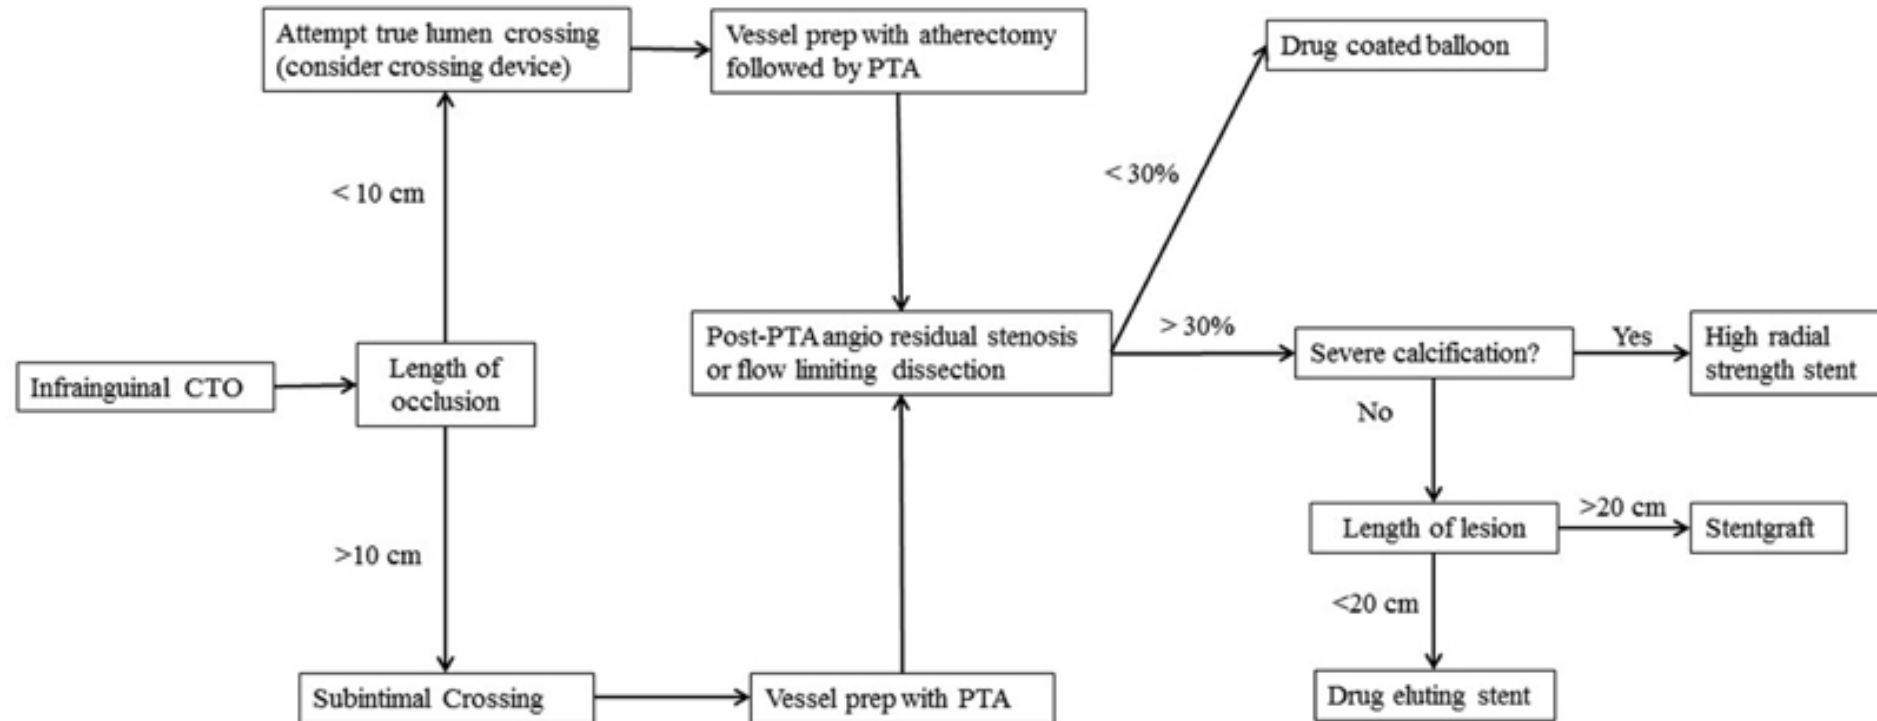 Attempt true lumen crossing
(consider crossing device)
Vessel prep with atherectomy
followed by PTA
Drug coated balloon
< 30%
< 10 cm
Post-PTA angio residual stenosis
or flow limiting dissection
> 30%
Severe calcification?
Yes
High radial
strength stent
Infrainguinal CTO
Length of
occlusion
No
>10 cm
Length of lesion
>20 cm
Stentgraft
<20 cm
Subintimal Crossing
Vessel prep with PTA
Drug eluting stent